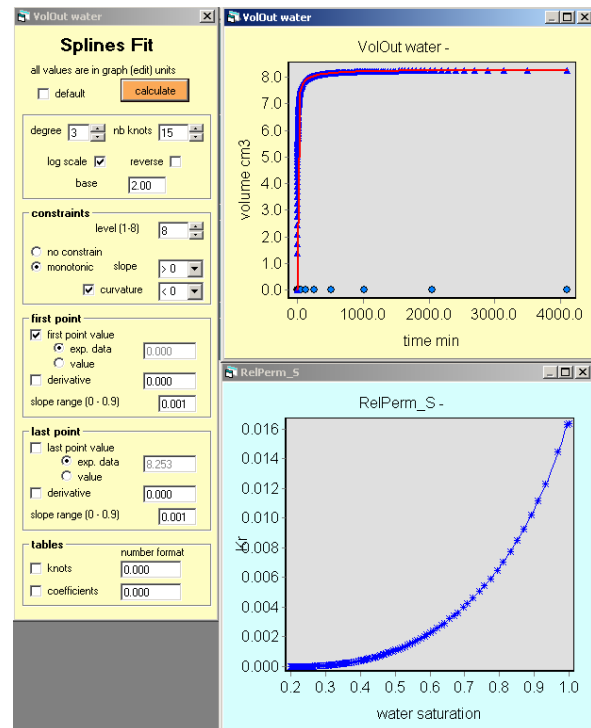 VolOut water
Splines Fit
all values are in graph (edit) units
default
calculate
degree 3 nb knots 15
log scale reverse
base 2.00
constraints
level (1-8) 8
no constrain
monotonic slope > 0
curvature < 0
first point
first point value
exp. data 0.000
value
derivative 0.000
slope range (0 - 0.9) 0.001
last point
last point value
exp. data 8.253
value
derivative 0.000
slope range (0 - 0.9) 0.001
tables
number format
knots 0.000
coefficients 0.000
VolOut water
VolOut water -
volume cm3
8.0
7.0
6.0
5.0
4.0
3.0
2.0
1.0
0.0
0.0 1000.0 2000.0 3000.0 4000.0
time min
RelPerm_S
RelPerm_S -
Kr
0.016
0.014
0.012
0.010
0.008
0.006
0.004
0.002
0.000
0.2 0.3 0.4 0.5 0.6 0.7 0.8 0.9 1.0
water saturation